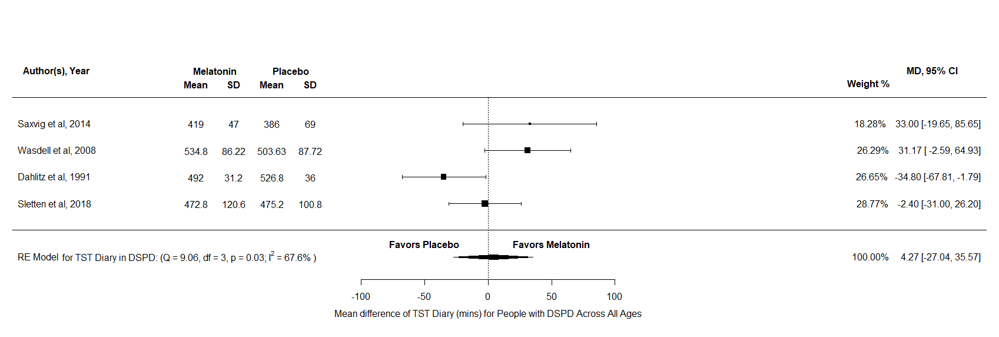 Author(s), Year Melatonin Placebo MD, 95% CI
Mean SD Mean SD Weight %
Saxvig et al, 2014 419 47 386 69 18.28% 33.00 [-19.65, 85.65]
Wasdell et al, 2008 534.8 86.22 503.63 87.72 26.29% 31.17 [ -2.59, 64.93]
Dahlitz et al, 1991 492 31.2 526.8 36 26.65% -34.80 [-67.81, -1.79]
Sletten et al, 2018 472.8 120.6 475.2 100.8 28.77% -2.40 [-31.00, 26.20]
Favors Placebo Favors Melatonin
RE Model for TST Diary in DSPD: (Q = 9.06, df = 3, p = 0.03; I² = 67.6% ) 100.00% 4.27 [-27.04, 35.57]
-100 -50 0 50 100
Mean difference of TST Diary (mins) for People with DSPD Across All Ages